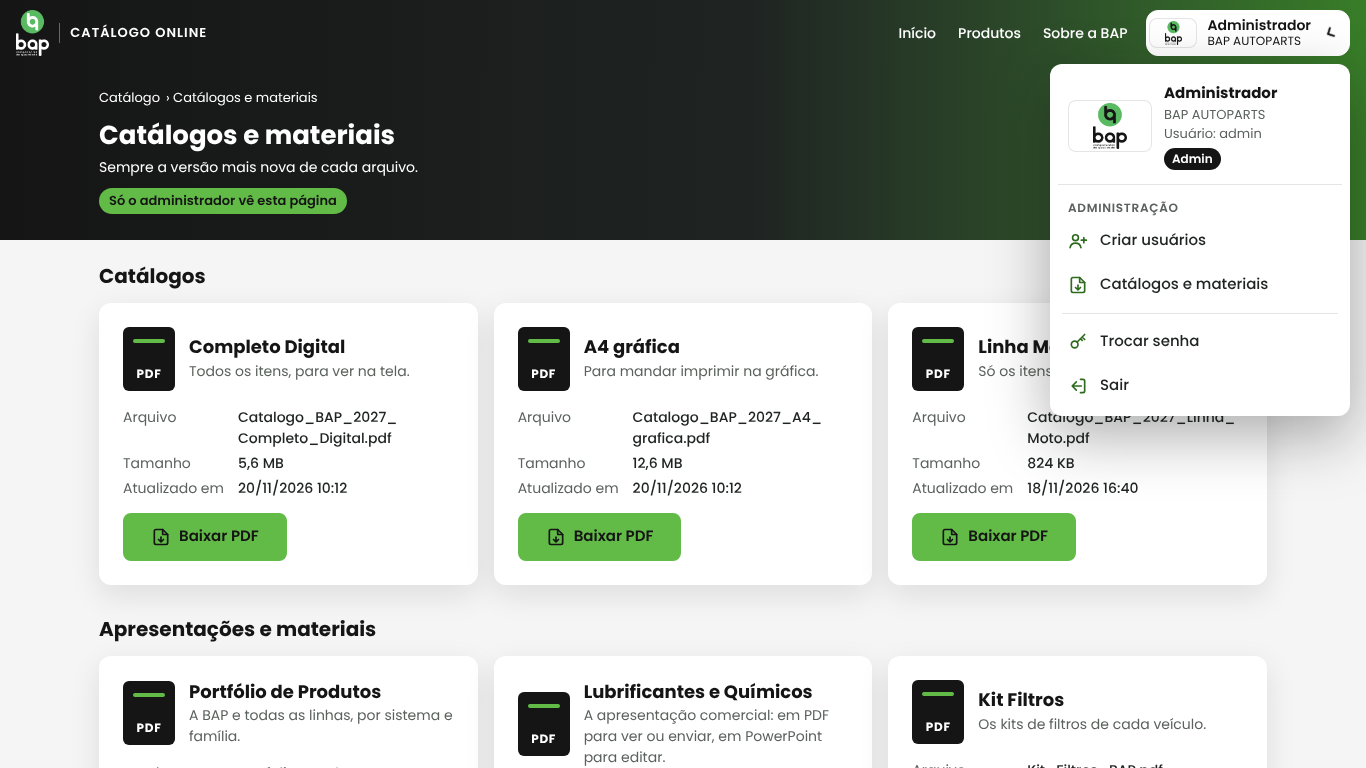 bap
CATÁLOGO ONLINE
Início
Produtos
Sobre a BAP
bap
Administrador
BAP AUTOPARTS
Catálogo › Catálogos e materiais
Catálogos e materiais
Sempre a versão mais nova de cada arquivo.
Só o administrador vê esta página
bap
Administrador
BAP AUTOPARTS
Usuário: admin
Admin
ADMINISTRAÇÃO
Criar usuários
Catálogos e materiais
Trocar senha
Sair
Catálogos
PDF
Completo Digital
Todos os itens, para ver na tela.
Arquivo
Catalogo_BAP_2027_
Completo_Digital.pdf
Tamanho
5,6 MB
Atualizado em
20/11/2026 10:12
Baixar PDF
PDF
A4 gráfica
Para mandar imprimir na gráfica.
Arquivo
Catalogo_BAP_2027_A4_
grafica.pdf
Tamanho
12,6 MB
Atualizado em
20/11/2026 10:12
Baixar PDF
PDF
Linha
Só os itens
Arquivo
Catalogo_BAP_2027_Linha_
Moto.pdf
Tamanho
824 KB
Atualizado em
18/11/2026 16:40
Baixar PDF
Apresentações e materiais
PDF
Portfólio de Produtos
A BAP e todas as linhas, por sistema e
família.
PDF
Lubrificantes e Químicos
A apresentação comercial: em PDF
para ver ou enviar, em PowerPoint
para editar.
PDF
Kit Filtros
Os kits de filtros de cada veículo.
Arquivo
Kit_Filtros_BAP.pdf